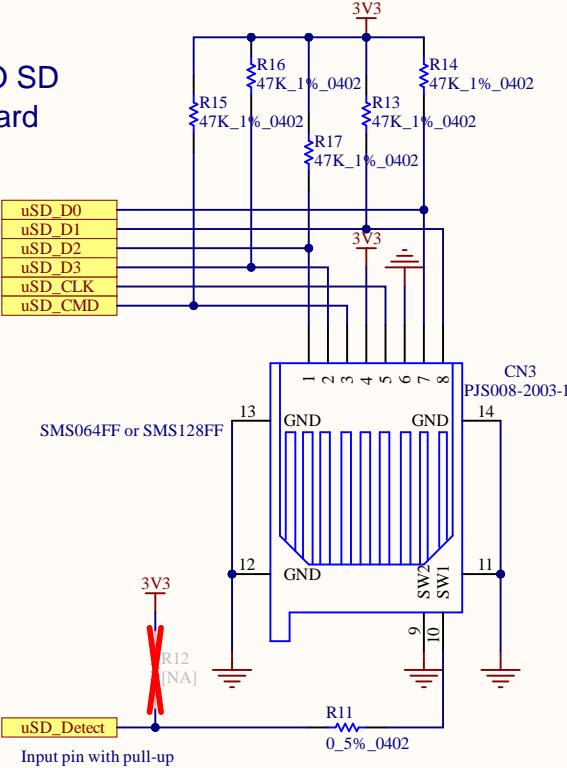 3V3
SD
R16
R14
47K_1%_0402
47K_1%_0402
ard
R15
R13
47K_1%_0402
47K_1%_0402
R17
47K_1%_0402
uSD_D0
uSD_D1
uSD_D2
3V3
uSD_D3
uSD_CLK
uSD_CMD
1
2
3
4
5
6
7
8
CN3
PJS008-2003-1
13
GND
GND
14
SMS064FF or SMS128FF
12
GND
SW2
SW1
11
3V3
9
10
R12
[NA]
R11
uSD_Detect
0_5%_0402
Input pin with pull-up